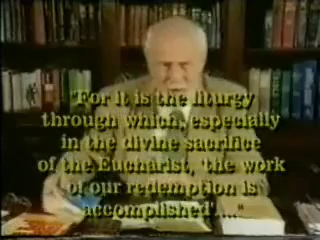 "For it is the liturgy
through which, especially
in the divine sacrifice
of the Eucharist, 'the work
of our redemption is
accomplished'...."